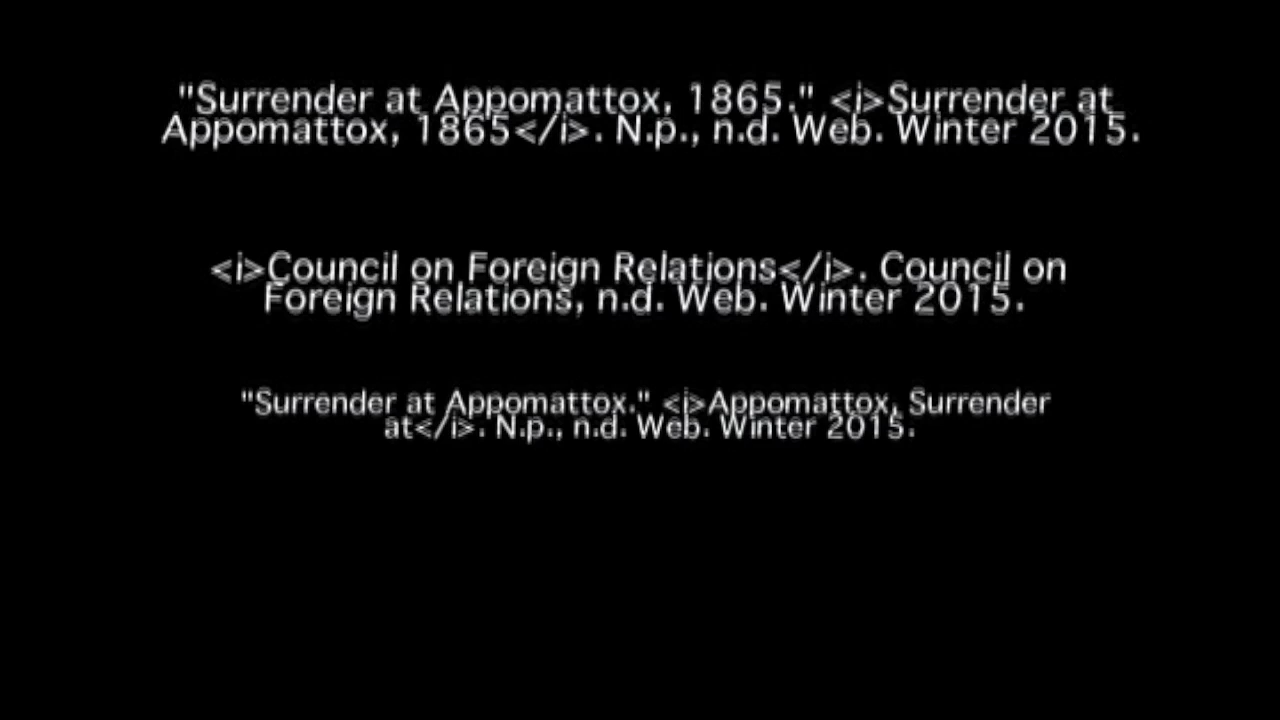 "Surrender at Appomattox, 1865." <i>Surrender at
Appomattox, 1865</i>. N.p., n.d. Web. Winter 2015.
<i>Council on Foreign Relations</i>. Council on
Foreign Relations, n.d. Web. Winter 2015.
"Surrender at Appomattox." <i>Appomattox, Surrender
at</i>. N.p., n.d. Web. Winter 2015.